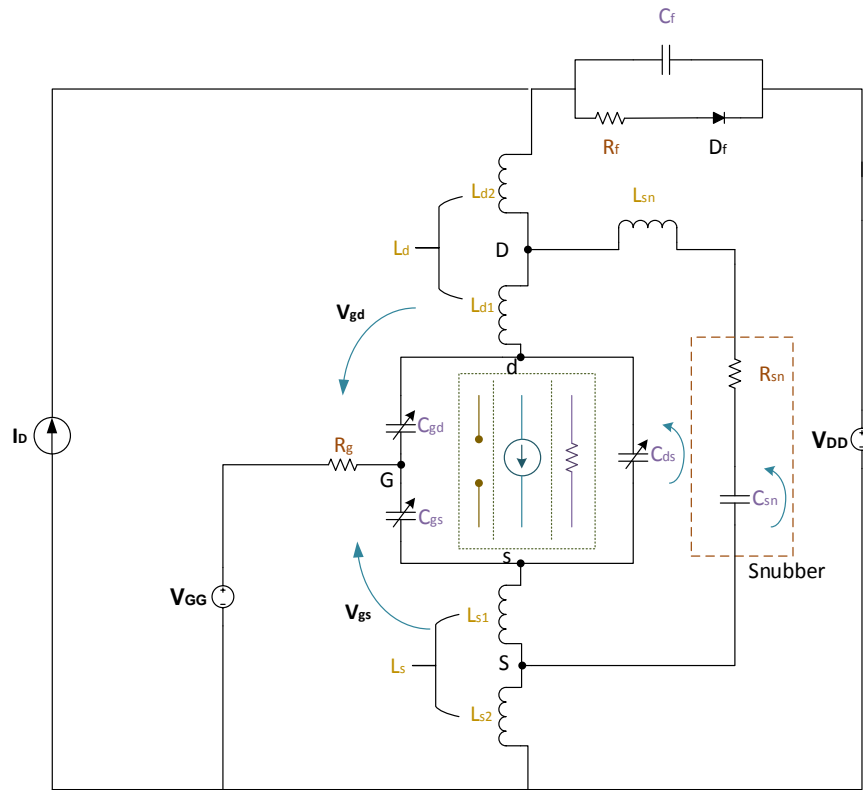 Cf
Rf
Df
Ld2
Lsn
D
Ld
Ld1
Vgd
d
Rsn
ID
Cgd
VDD
Rg
Cds
G
Csn
Cgs
s
Snubber
VGG
Vgs
Ls1
S
Ls
Ls2